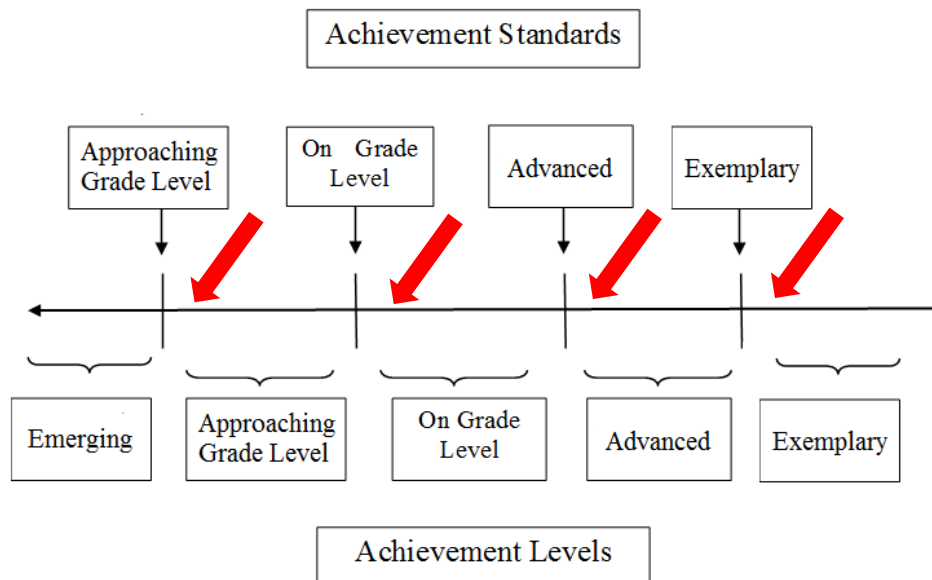 Achievement Standards
Approaching
Grade Level
On Grade
Level
Advanced
Exemplary
Emerging
Approaching
Grade Level
On Grade
Level
Advanced
Exemplary
Achievement Levels